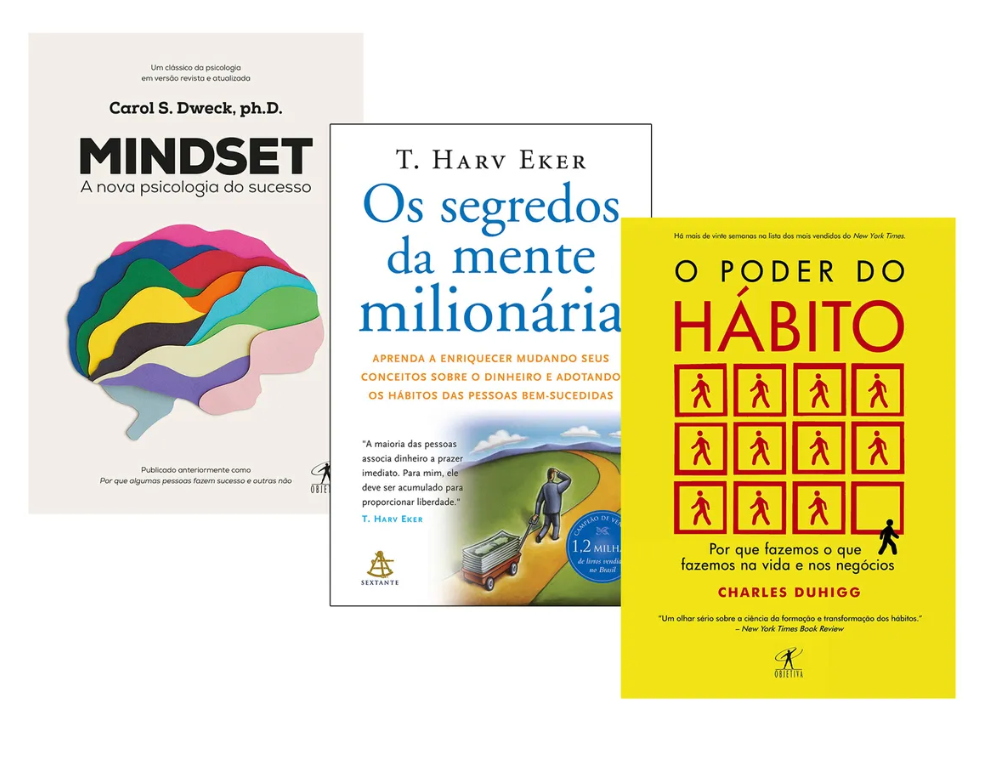 Um clássico da psicologia
em versão revista e atualizada
Carol S. Dweck, ph.D.
MINDSET
A nova psicologia do sucesso
Publicado anteriormente como
Por que algumas pessoas fazem sucesso e outras não
T. Harv Eker
Os segredos
da mente
milionária
APRENDA A ENRIQUECER MUDANDO SEUS
CONCEITOS SOBRE O DINHEIRO E ADOTANDO
OS HÁBITOS DAS PESSOAS BEM-SUCEDIDAS
"A maioria das pessoas
associa dinheiro a prazer
imediato. Para mim, ele
deve ser acumulado para
proporcionar liberdade."
T. Harv Eker
CAMPEÃO DE
1,2
de livros
no Brasil
SEXTANTE
Há mais de vinte semanas na lista dos mais vendidos do New York Times.
O PODER DO
HÁBITO
Por que fazemos o que
fazemos na vida e nos negócios
CHARLES DUHIGG
"Um olhar sério sobre a ciência da formação e transformação dos hábitos."
– New York Times Book Review
OBJETIVA